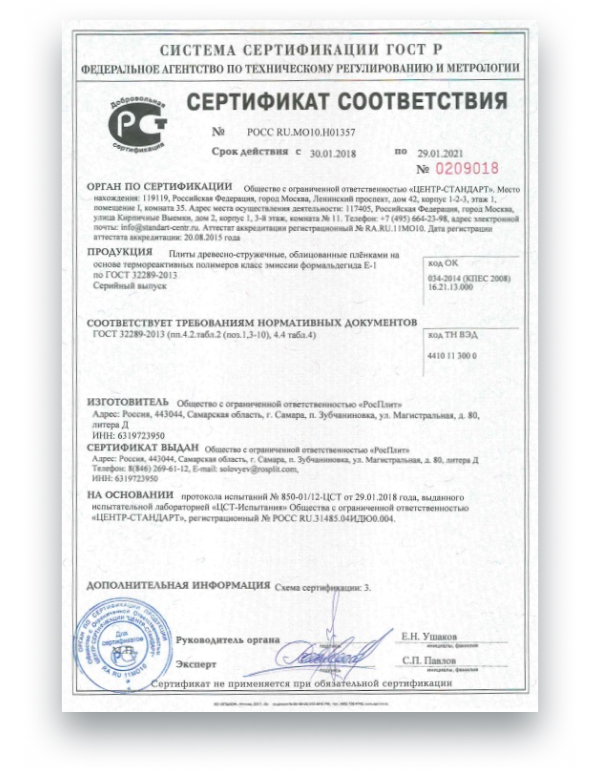 СИСТЕМА СЕРТИФИКАЦИИ ГОСТ Р
ФЕДЕРАЛЬНОЕ АГЕНТСТВО ПО ТЕХНИЧЕСКОМУ РЕГУЛИРОВАНИЮ И МЕТРОЛОГИИ
Добровольная
сертификация
СЕРТИФИКАТ СООТВЕТСТВИЯ
№ РОСС RU.МО10.Н01357
Срок действия с 30.01.2018 по 29.01.2021
№ 0209018
ОРГАН ПО СЕРТИФИКАЦИИ Общество с ограниченной ответственностью «ЦЕНТР-СТАНДАРТ». Место
нахождения: 119119, Российская Федерация, город Москва, Ленинский проспект, дом 42, корпус 1-2-3, этаж 1,
помещение I, комната 35. Адрес места осуществления деятельности: 117405, Российская Федерация, город Москва,
улица Кирпичные Выемки, дом 2, корпус 1, 3-й этаж, комната № 11. Телефон: +7 (495) 664-23-98, адрес электронной
почты: info@standart-centr.ru. Аттестат аккредитации регистрационный № RA.RU.11МО10. Дата регистрации
аттестата аккредитации: 20.08.2015 года
ПРОДУКЦИЯ Плиты древесно-стружечные, облицованные плёнками на
основе термореактивных полимеров класс эмиссии формальдегида Е-1
по ГОСТ 32289-2013
Серийный выпуск
код ОК
034-2014 (КПЕС 2008)
16.21.13.000
СООТВЕТСТВУЕТ ТРЕБОВАНИЯМ НОРМАТИВНЫХ ДОКУМЕНТОВ
ГОСТ 32289-2013 (пп.4.2.табл.2 (поз.1,3-10), 4.4 табл.4)
код ТН ВЭД
4410 11 300 0
ИЗГОТОВИТЕЛЬ Общество с ограниченной ответственностью «РосПлит»
Адрес: Россия, 443044, Самарская область, г. Самара, п. Зубчаниновка, ул. Магистральная, д. 80,
литера Д
ИНН: 6319723950
СЕРТИФИКАТ ВЫДАН Общество с ограниченной ответственностью «РосПлит»
Адрес: Россия, 443044, Самарская область, г. Самара, п. Зубчаниновка, ул. Магистральная, д. 80, литера Д
Телефон: 8(846) 269-61-12, E-mail: solovyev@rosplit.com,
ИНН: 6319723950
НА ОСНОВАНИИ протокола испытаний № 850-01/12-ЦСТ от 29.01.2018 года, выданного
испытательной лабораторией «ЦСТ-Испытания» Общества с ограниченной ответственностью
«ЦЕНТР-СТАНДАРТ», регистрационный № РОСС RU.31485.04ИДЮ0.004.
ДОПОЛНИТЕЛЬНАЯ ИНФОРМАЦИЯ Схема сертификации: 3.
Для
сертификатов
М.П.
RA RU 11МО10
Руководитель органа
подпись
Е.Н. Ушаков
инициалы, фамилия
Эксперт
подпись
С.П. Павлов
инициалы, фамилия
Сертификат не применяется при обязательной сертификации